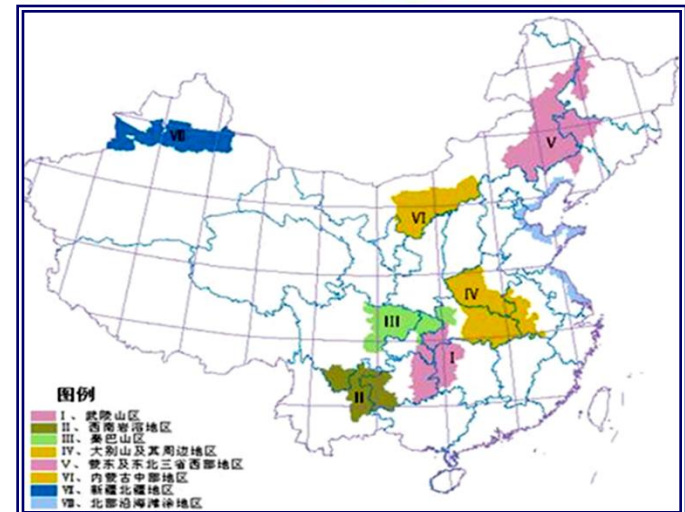 VII
V
VI
IV
III
I
II
图例
I、武陵山区
II、西南岩溶地区
III、秦巴山区
IV、大别山及其周边地区
V、蒙东及东北三省西部地区
VI、内蒙古中部地区
VII、新疆北疆地区
VIII、北部沿海滩涂地区